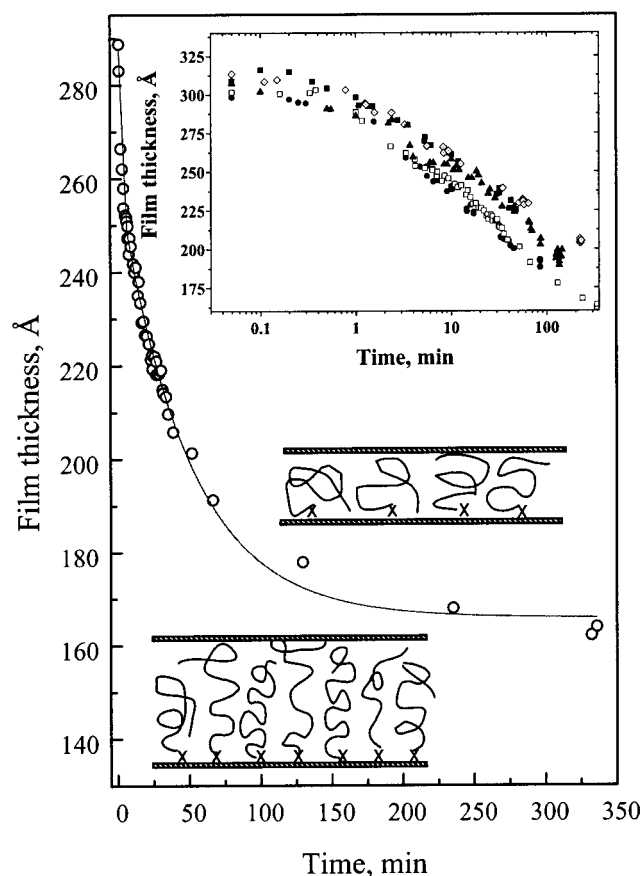 Film thickness, Å
280
260
240
220
200
180
160
140
0 50 100 150 200 250 300 350
Time, min
Film thickness, Å
325
300
275
250
225
200
175
0.1 1 10 100
Time, min
X X X X
X X X X X X X